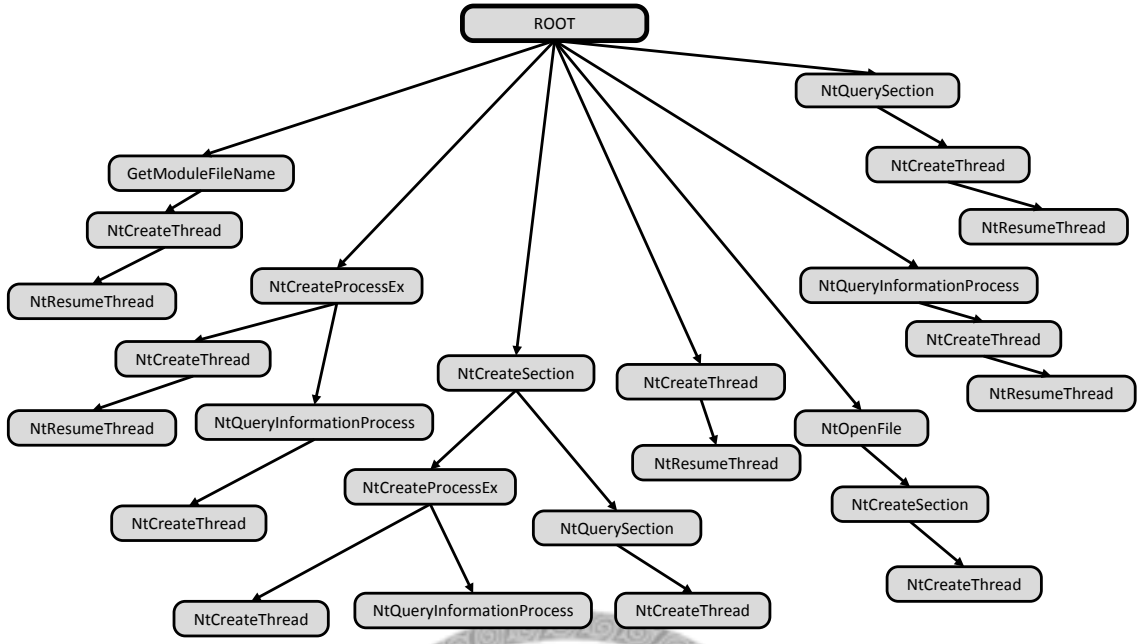 ROOT
NtQuerySection
NtCreateThread
GetModuleFileName
NtCreateThread
NtResumeThread
NtCreateProcessEx
NtQueryInformationProcess
NtResumeThread
NtCreateThread
NtCreateThread
NtCreateSection
NtCreateThread
NtResumeThread
NtResumeThread
NtQueryInformationProcess
NtOpenFile
NtResumeThread
NtCreateProcessEx
NtCreateSection
NtCreateThread
NtQuerySection
NtCreateThread
NtCreateThread
NtQueryInformationProcess
NtCreateThread